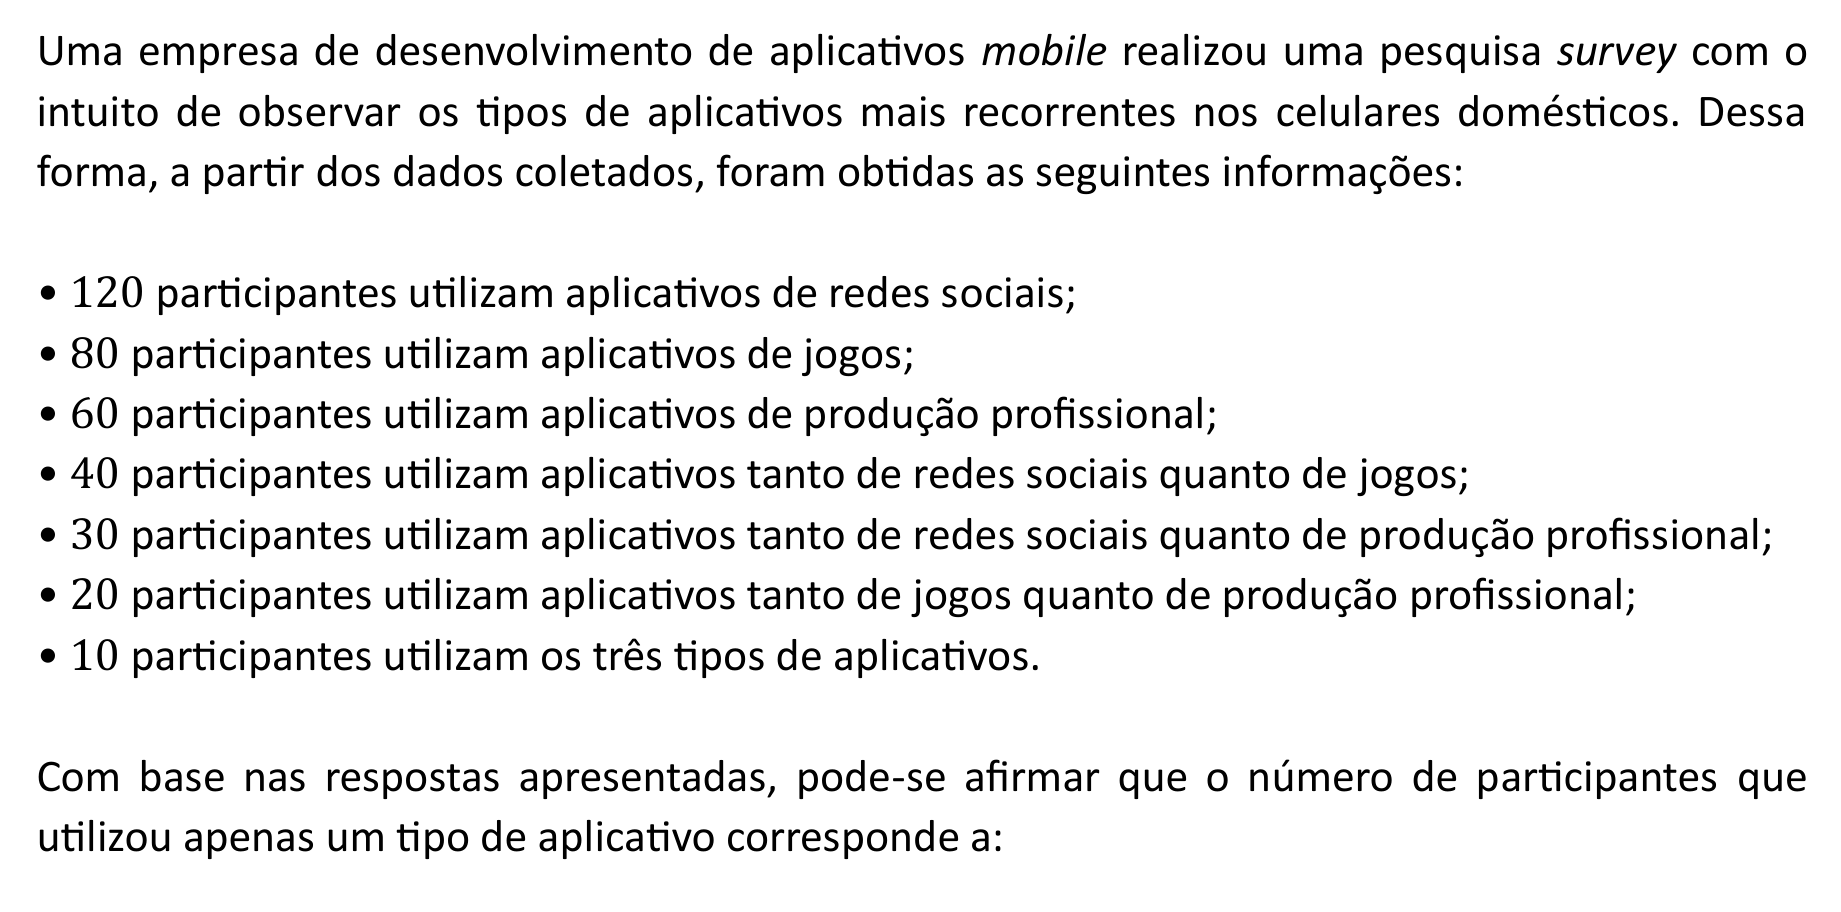 Uma empresa de desenvolvimento de aplicativos mobile realizou uma pesquisa survey com o
intuito de observar os tipos de aplicativos mais recorrentes nos celulares domésticos. Dessa
forma, a partir dos dados coletados, foram obtidas as seguintes informações:
• 120 participantes utilizam aplicativos de redes sociais;
• 80 participantes utilizam aplicativos de jogos;
• 60 participantes utilizam aplicativos de produção profissional;
• 40 participantes utilizam aplicativos tanto de redes sociais quanto de jogos;
• 30 participantes utilizam aplicativos tanto de redes sociais quanto de produção profissional;
• 20 participantes utilizam aplicativos tanto de jogos quanto de produção profissional;
• 10 participantes utilizam os três tipos de aplicativos.
Com base nas respostas apresentadas, pode-se afirmar que o número de participantes que
utilizou apenas um tipo de aplicativo corresponde a: